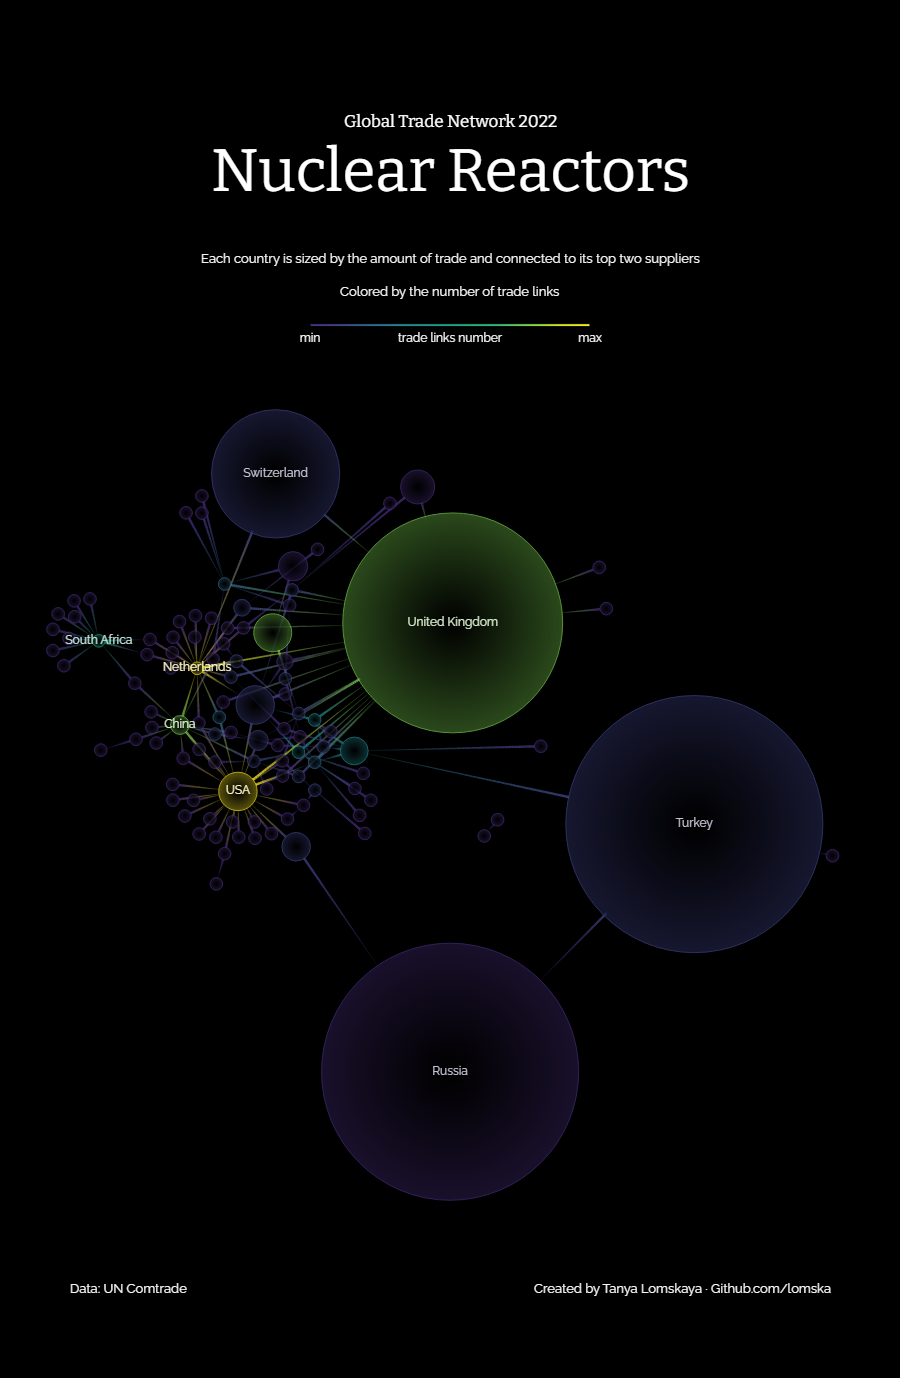 Global Trade Network 2022
Nuclear Reactors
Each country is sized by the amount of trade and connected to its top two suppliers
Colored by the number of trade links
min trade links number max
Switzerland
United Kingdom
South Africa
Netherlands
China
USA
Turkey
Russia
Data: UN Comtrade
Created by Tanya Lomskaya · Github.com/lomska